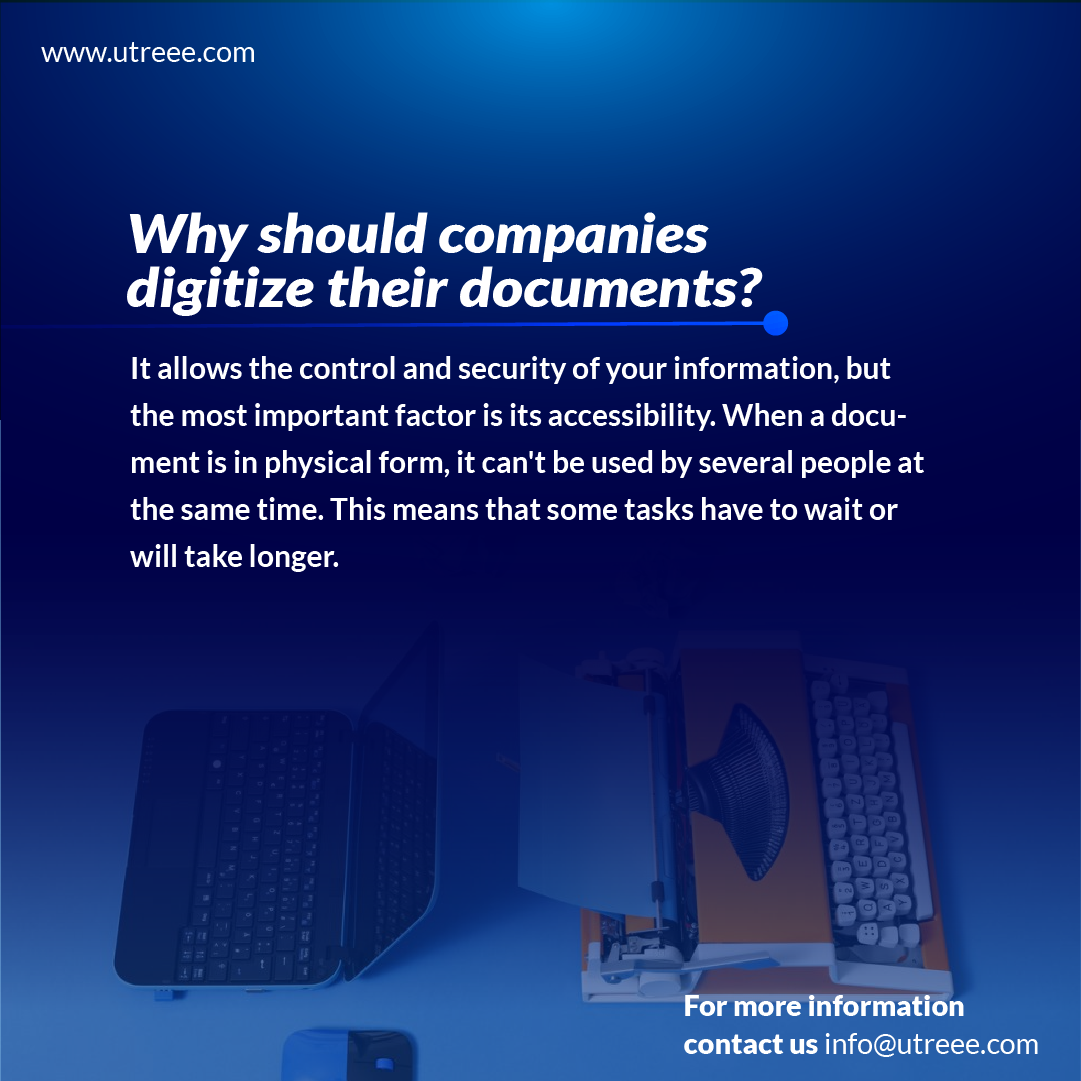 www.utreee.com
Why should companies
digitize their documents?
It allows the control and security of your information, but
the most important factor is its accessibility. When a docu-
ment is in physical form, it can't be used by several people at
the same time. This means that some tasks have to wait or
will take longer.
For more information
contact us info@utreee.com